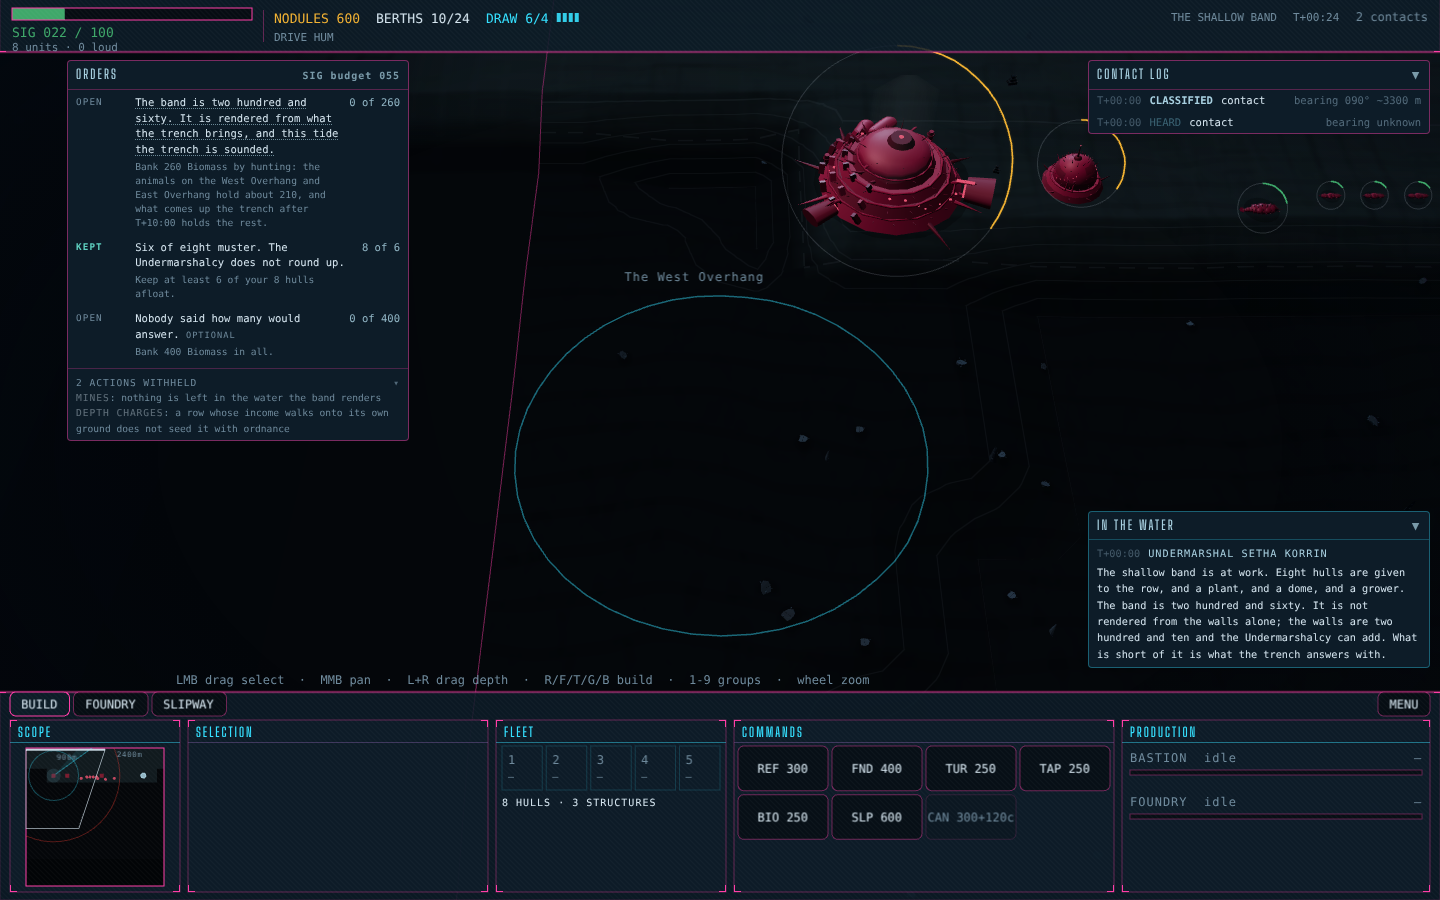 SIG 022 / 100
8 units · 0 loud
NODULES 600 BERTHS 10/24 DRAW 6/4
DRIVE HUM
THE SHALLOW BAND T+00:24 2 contacts
ORDERS SIG budget 055
OPEN The band is two hundred and 0 of 260
sixty. It is rendered from what
the trench brings, and this tide
the trench is sounded.
Bank 260 Biomass by hunting: the
animals on the West Overhang and
East Overhang hold about 210, and
what comes up the trench after
T+10:00 holds the rest.
KEPT Six of eight muster. The 8 of 6
Undermarshalcy does not round up.
Keep at least 6 of your 8 hulls
afloat.
OPEN Nobody said how many would 0 of 400
answer. OPTIONAL
Bank 400 Biomass in all.
2 ACTIONS WITHHELD
MINES: nothing is left in the water the band renders
DEPTH CHARGES: a row whose income walks onto its own
ground does not seed it with ordnance
CONTACT LOG
T+00:00 CLASSIFIED contact bearing 090° ~3300 m
T+00:00 HEARD contact bearing unknown
The West Overhang
IN THE WATER
T+00:00 UNDERMARSHAL SETHA KORRIN
The shallow band is at work. Eight hulls are given
to the row, and a plant, and a dome, and a grower.
The band is two hundred and sixty. It is not
rendered from the walls alone; the walls are two
hundred and ten and the Undermarshalcy can add. What
is short of it is what the trench answers with.
LMB drag select · MMB pan · L+R drag depth · R/F/T/G/B build · 1-9 groups · wheel zoom
BUILD FOUNDRY SLIPWAY MENU
SCOPE
900m 2400m
SELECTION
FLEET
1 2 3 4 5
– – – – –
8 HULLS · 3 STRUCTURES
COMMANDS
REF 300 FND 400 TUR 250 TAP 250
BIO 250 SLP 600 CAN 300+120c
PRODUCTION
BASTION idle –
FOUNDRY idle –